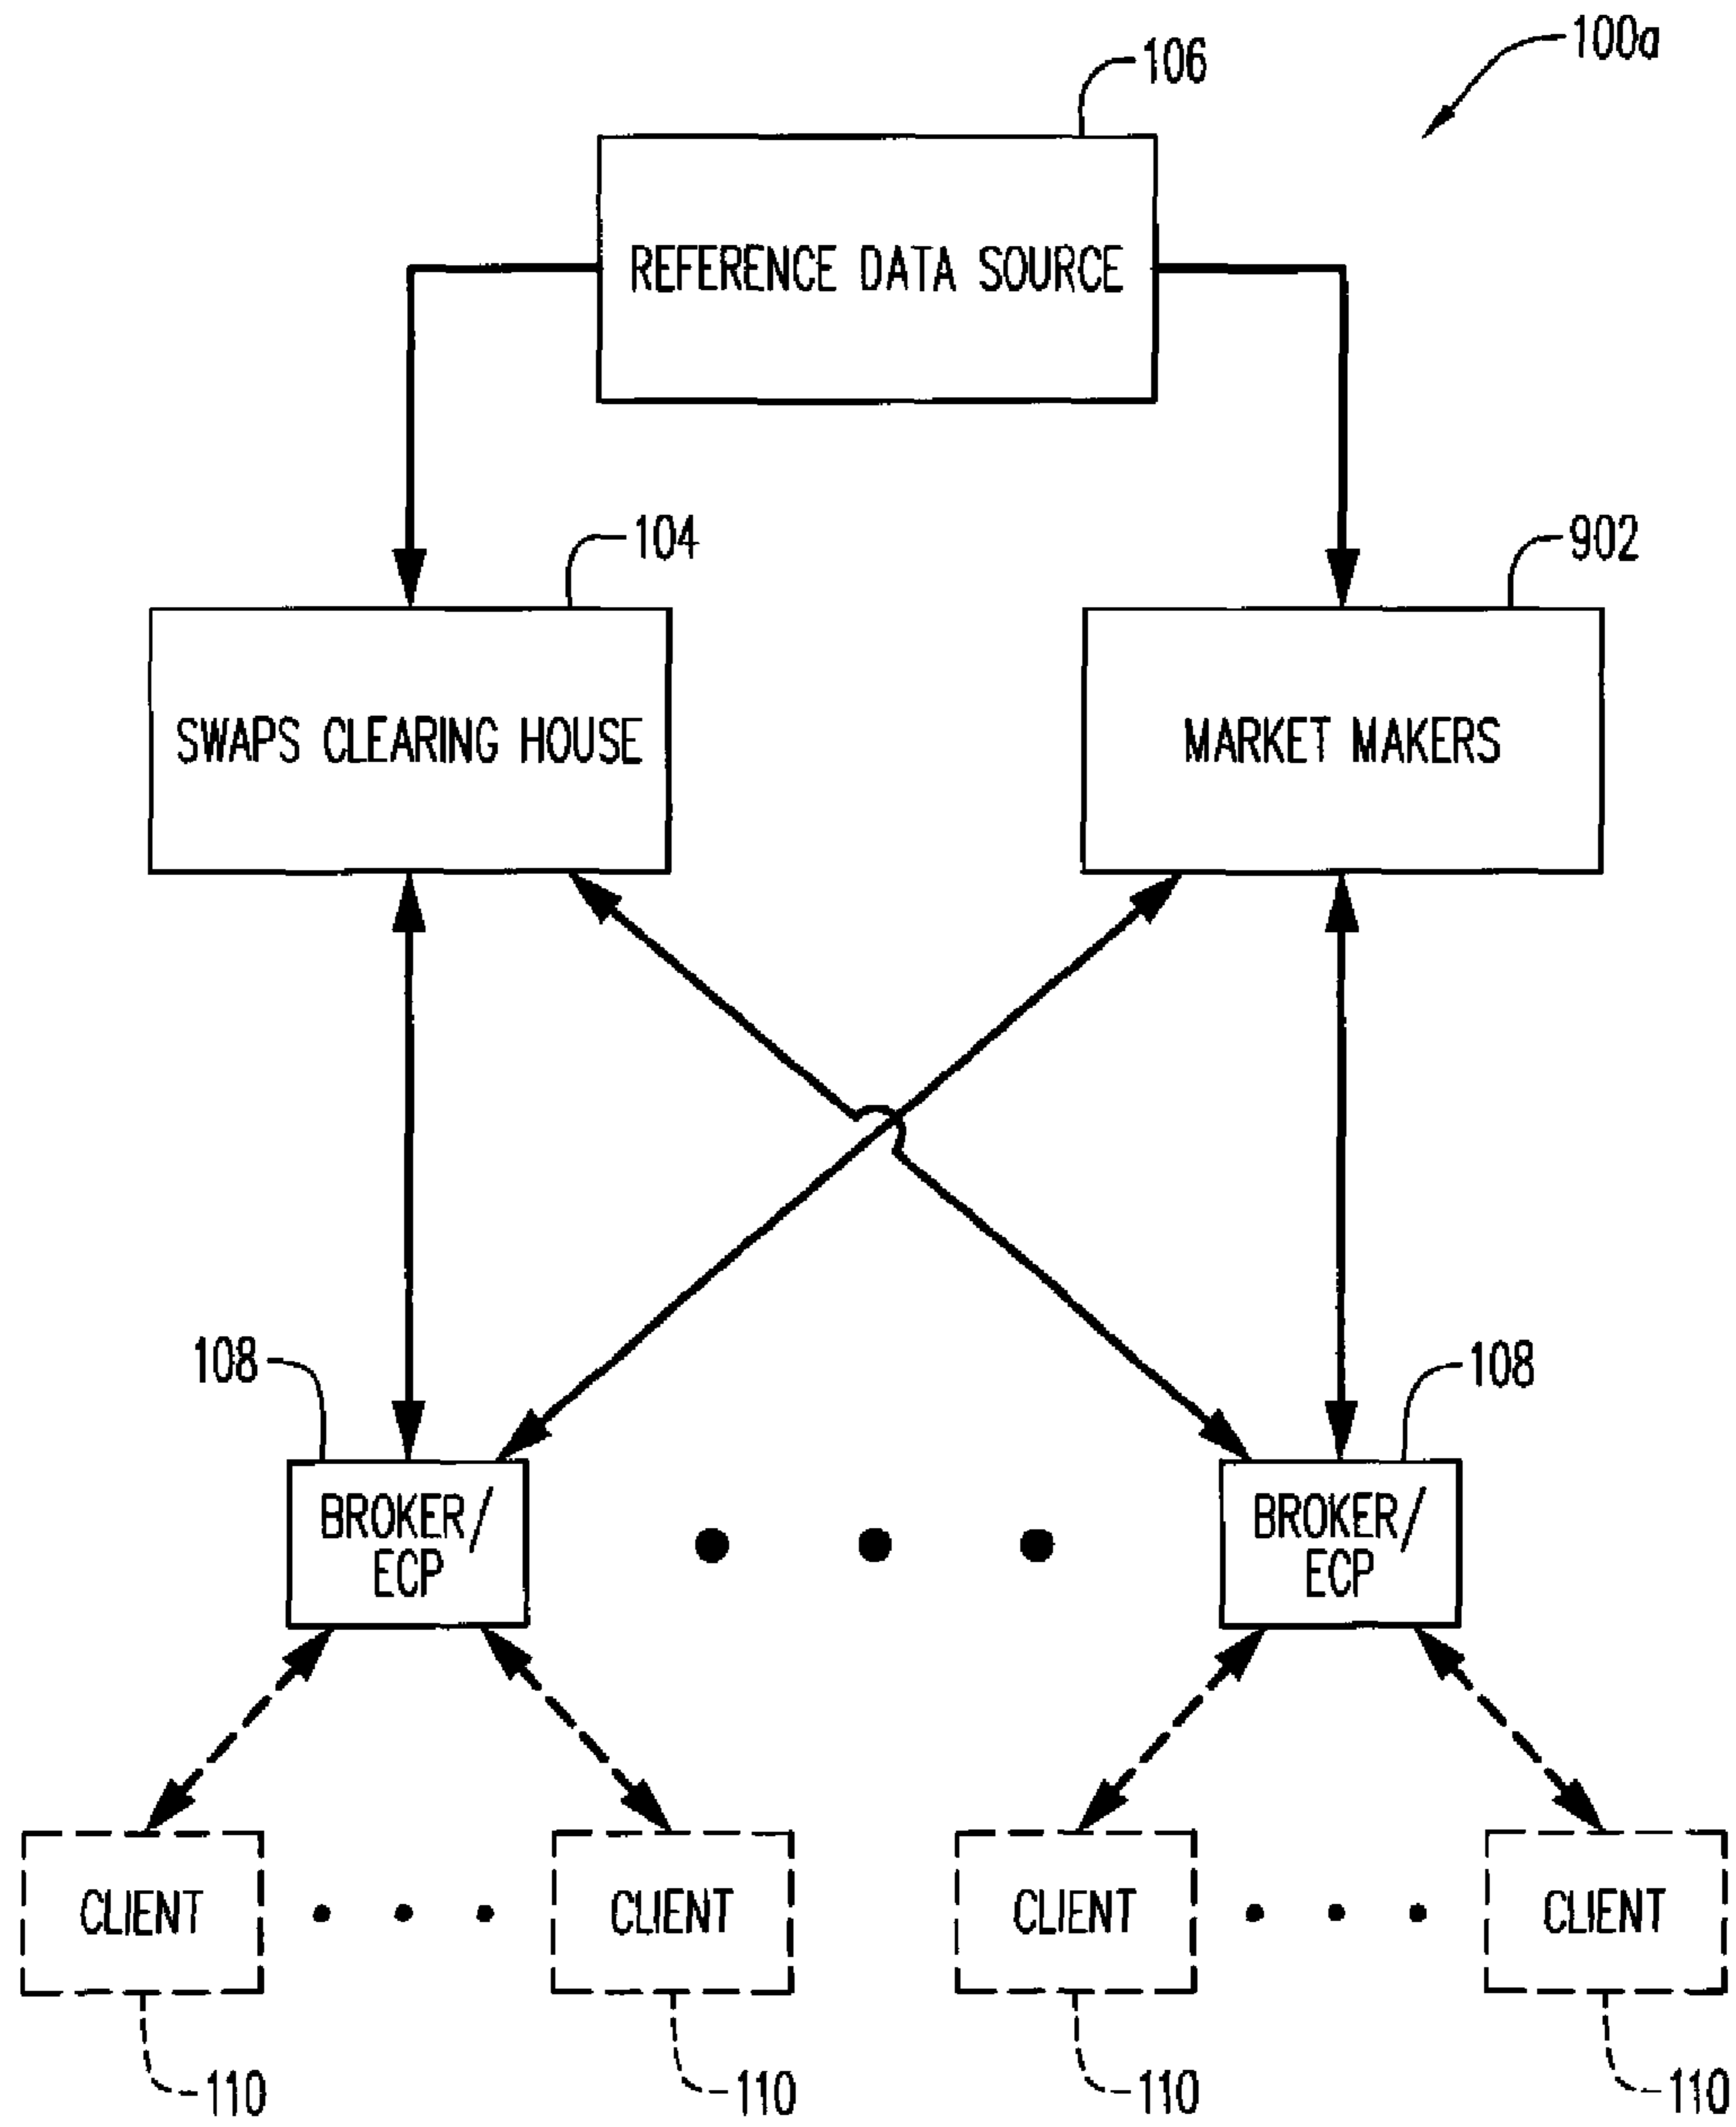 100a
106
REFERENCE DATA SOURCE
104
902
SWAPS CLEARING HOUSE
MARKET MAKERS
108
108
BROKER/
ECP
BROKER/
ECP
CLIENT
CLIENT
CLIENT
CLIENT
110
110
110
110